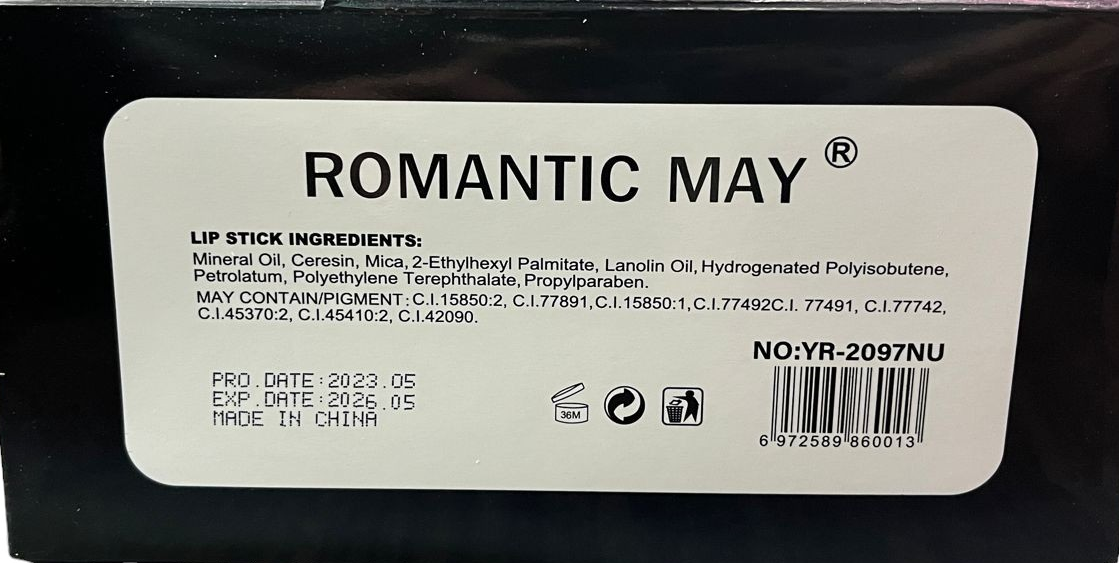 ROMANTIC MAY ®
LIP STICK INGREDIENTS:
Mineral Oil, Ceresin, Mica, 2-Ethylhexyl Palmitate, Lanolin Oil, Hydrogenated Polyisobutene,
Petrolatum, Polyethylene Terephthalate, Propylparaben.
MAY CONTAIN/PIGMENT: C.I.15850:2, C.I.77891, C.I.15850:1, C.I.77492C.I. 77491, C.I.77742,
C.I.45370:2, C.I.45410:2, C.I.42090.
NO:YR-2097NU
PRO.DATE:2023.05
EXP.DATE:2026.05
MADE IN CHINA
36M
6 972589 860013